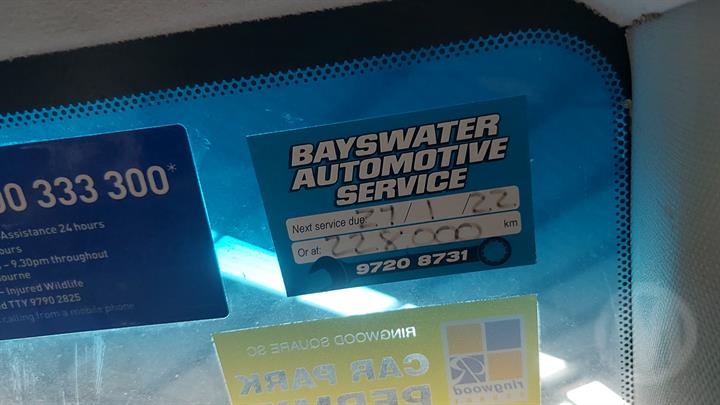 00 333 300*
Assistance 24 hours
ours
- 9.30pm throughout
ourne
- Injured Wildlife
d TTY 9790 2825
calling from a mobile phone
BAYSWATER
AUTOMOTIVE
SERVICE
Next service due: 27/1/22
Or at: 228.000 km
9720 8731
RINGWOOD SQUARE SC
CAR PARK
PERMIT
ringwood